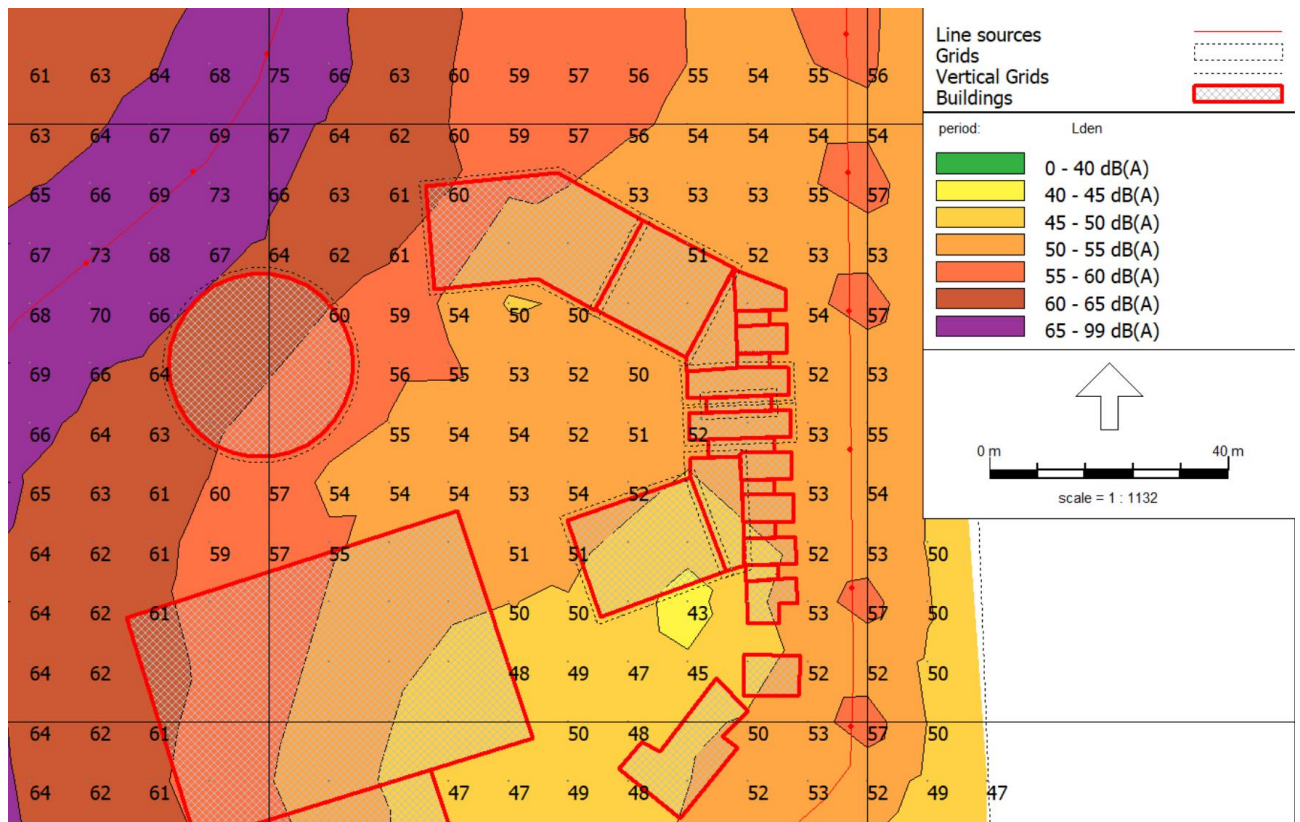 61 63 64 68 75 66 63 60 59 57 56 55 54 55 56
63 64 67 69 67 64 62 60 59 57 56 54 54 54 54
65 66 69 73 66 63 61 60 53 53 53 55 57
67 73 68 67 64 62 61 51 52 53 53
68 70 66 60 59 54 50 50 54 57
69 66 64 56 55 53 52 50 52 53
66 64 63 55 54 54 52 51 52 53 55
65 63 61 60 57 54 54 54 53 54 52 53 54
64 62 61 59 57 55 51 51 52 53 50
64 62 61 50 50 43 53 57 50
64 62 48 49 47 45 52 52 50
64 62 61 50 48 50 53 57 50
64 62 61 47 47 49 48 52 53 52 49 47
Line sources
Grids
Vertical Grids
Buildings
period: Lden
0 - 40 dB(A)
40 - 45 dB(A)
45 - 50 dB(A)
50 - 55 dB(A)
55 - 60 dB(A)
60 - 65 dB(A)
65 - 99 dB(A)
0 m 40 m
scale = 1 : 1132